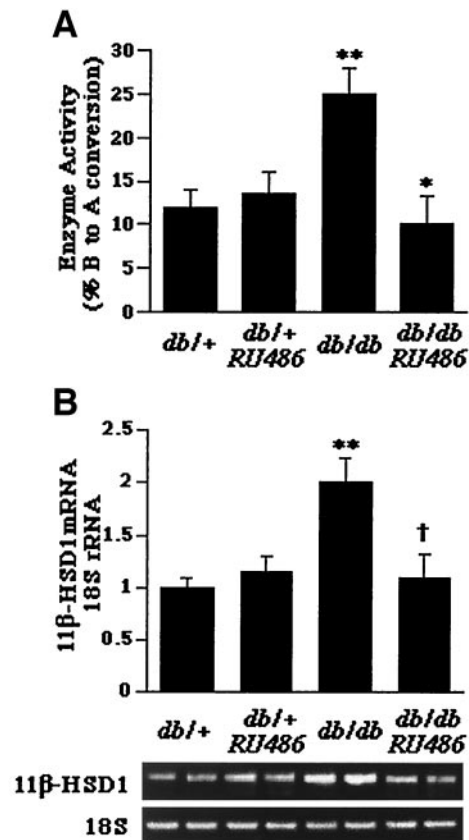 A
Enzyme Activity
(% B to A conversion)
30
25
20
15
10
5
0
**
*
db/+
db/+
RU486
db/db
db/db
RU486
B
11β-HSD1mRNA
18S rRNA
2.5
2
1.5
1
0.5
0
**
†
db/+
db/+
RU486
db/db
db/db
RU486
11β-HSD1
18S